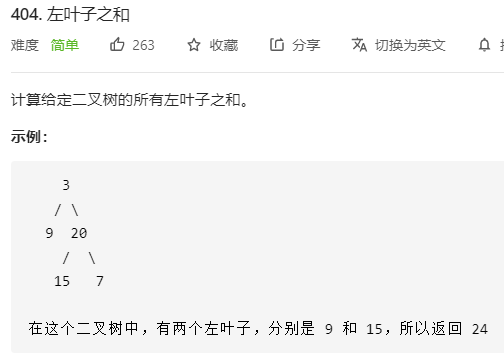 404. 左叶子之和
难度 简单 263 收藏 分享 切换为英文
计算给定二叉树的所有左叶子之和。
示例：
3
/ \
9 20
/ \
15 7
在这个二叉树中，有两个左叶子，分别是 9 和 15，所以返回 24